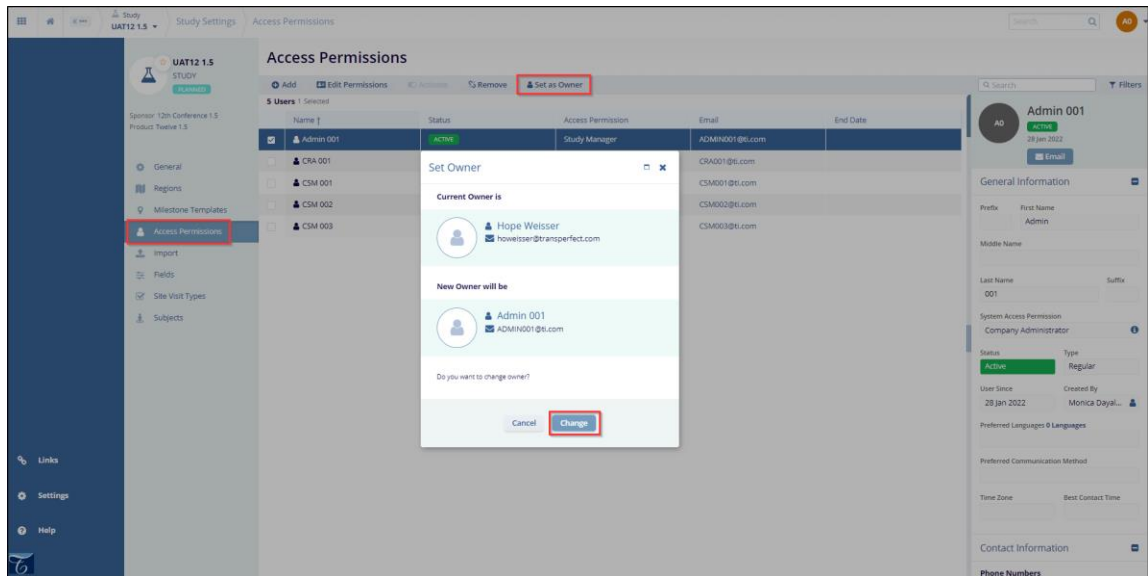 Study
UAT12 1.5
Study Settings
Access Permissions
Search
A0
UAT12 1.5
STUDY
PLANNED
Sponsor 12th Conference 1.5
Product Twelve 1.5
General
Regions
Milestone Templates
Access Permissions
Import
Fields
Site Visit Types
Subjects
Links
Settings
Help
Access Permissions
Add Edit Permissions Activate Remove Set as Owner
Search
Filters
5 Users 1 Selected
Name Status Access Permission Email End Date
Admin 001 ACTIVE Study Manager ADMIN001@ti.com
CRA 001 CRA001@ti.com
CSM 001 CSM001@ti.com
CSM 002 CSM002@ti.com
CSM 003 CSM003@ti.com
Set Owner
Current Owner is
Hope Weisser
howeisser@transperfect.com
New Owner will be
Admin 001
ADMIN001@ti.com
Do you want to change owner?
Cancel Change
A0
Admin 001
ACTIVE
28 Jan 2022
Email
General Information
Prefix First Name
Admin
Middle Name
Last Name Suffix
001
System Access Permission
Company Administrator
Status Type
Active Regular
User Since Created By
28 Jan 2022 Monica Dayal...
Preferred Languages 0 Languages
Preferred Communication Method
Time Zone Best Contact Time
Contact Information
Phone Numbers